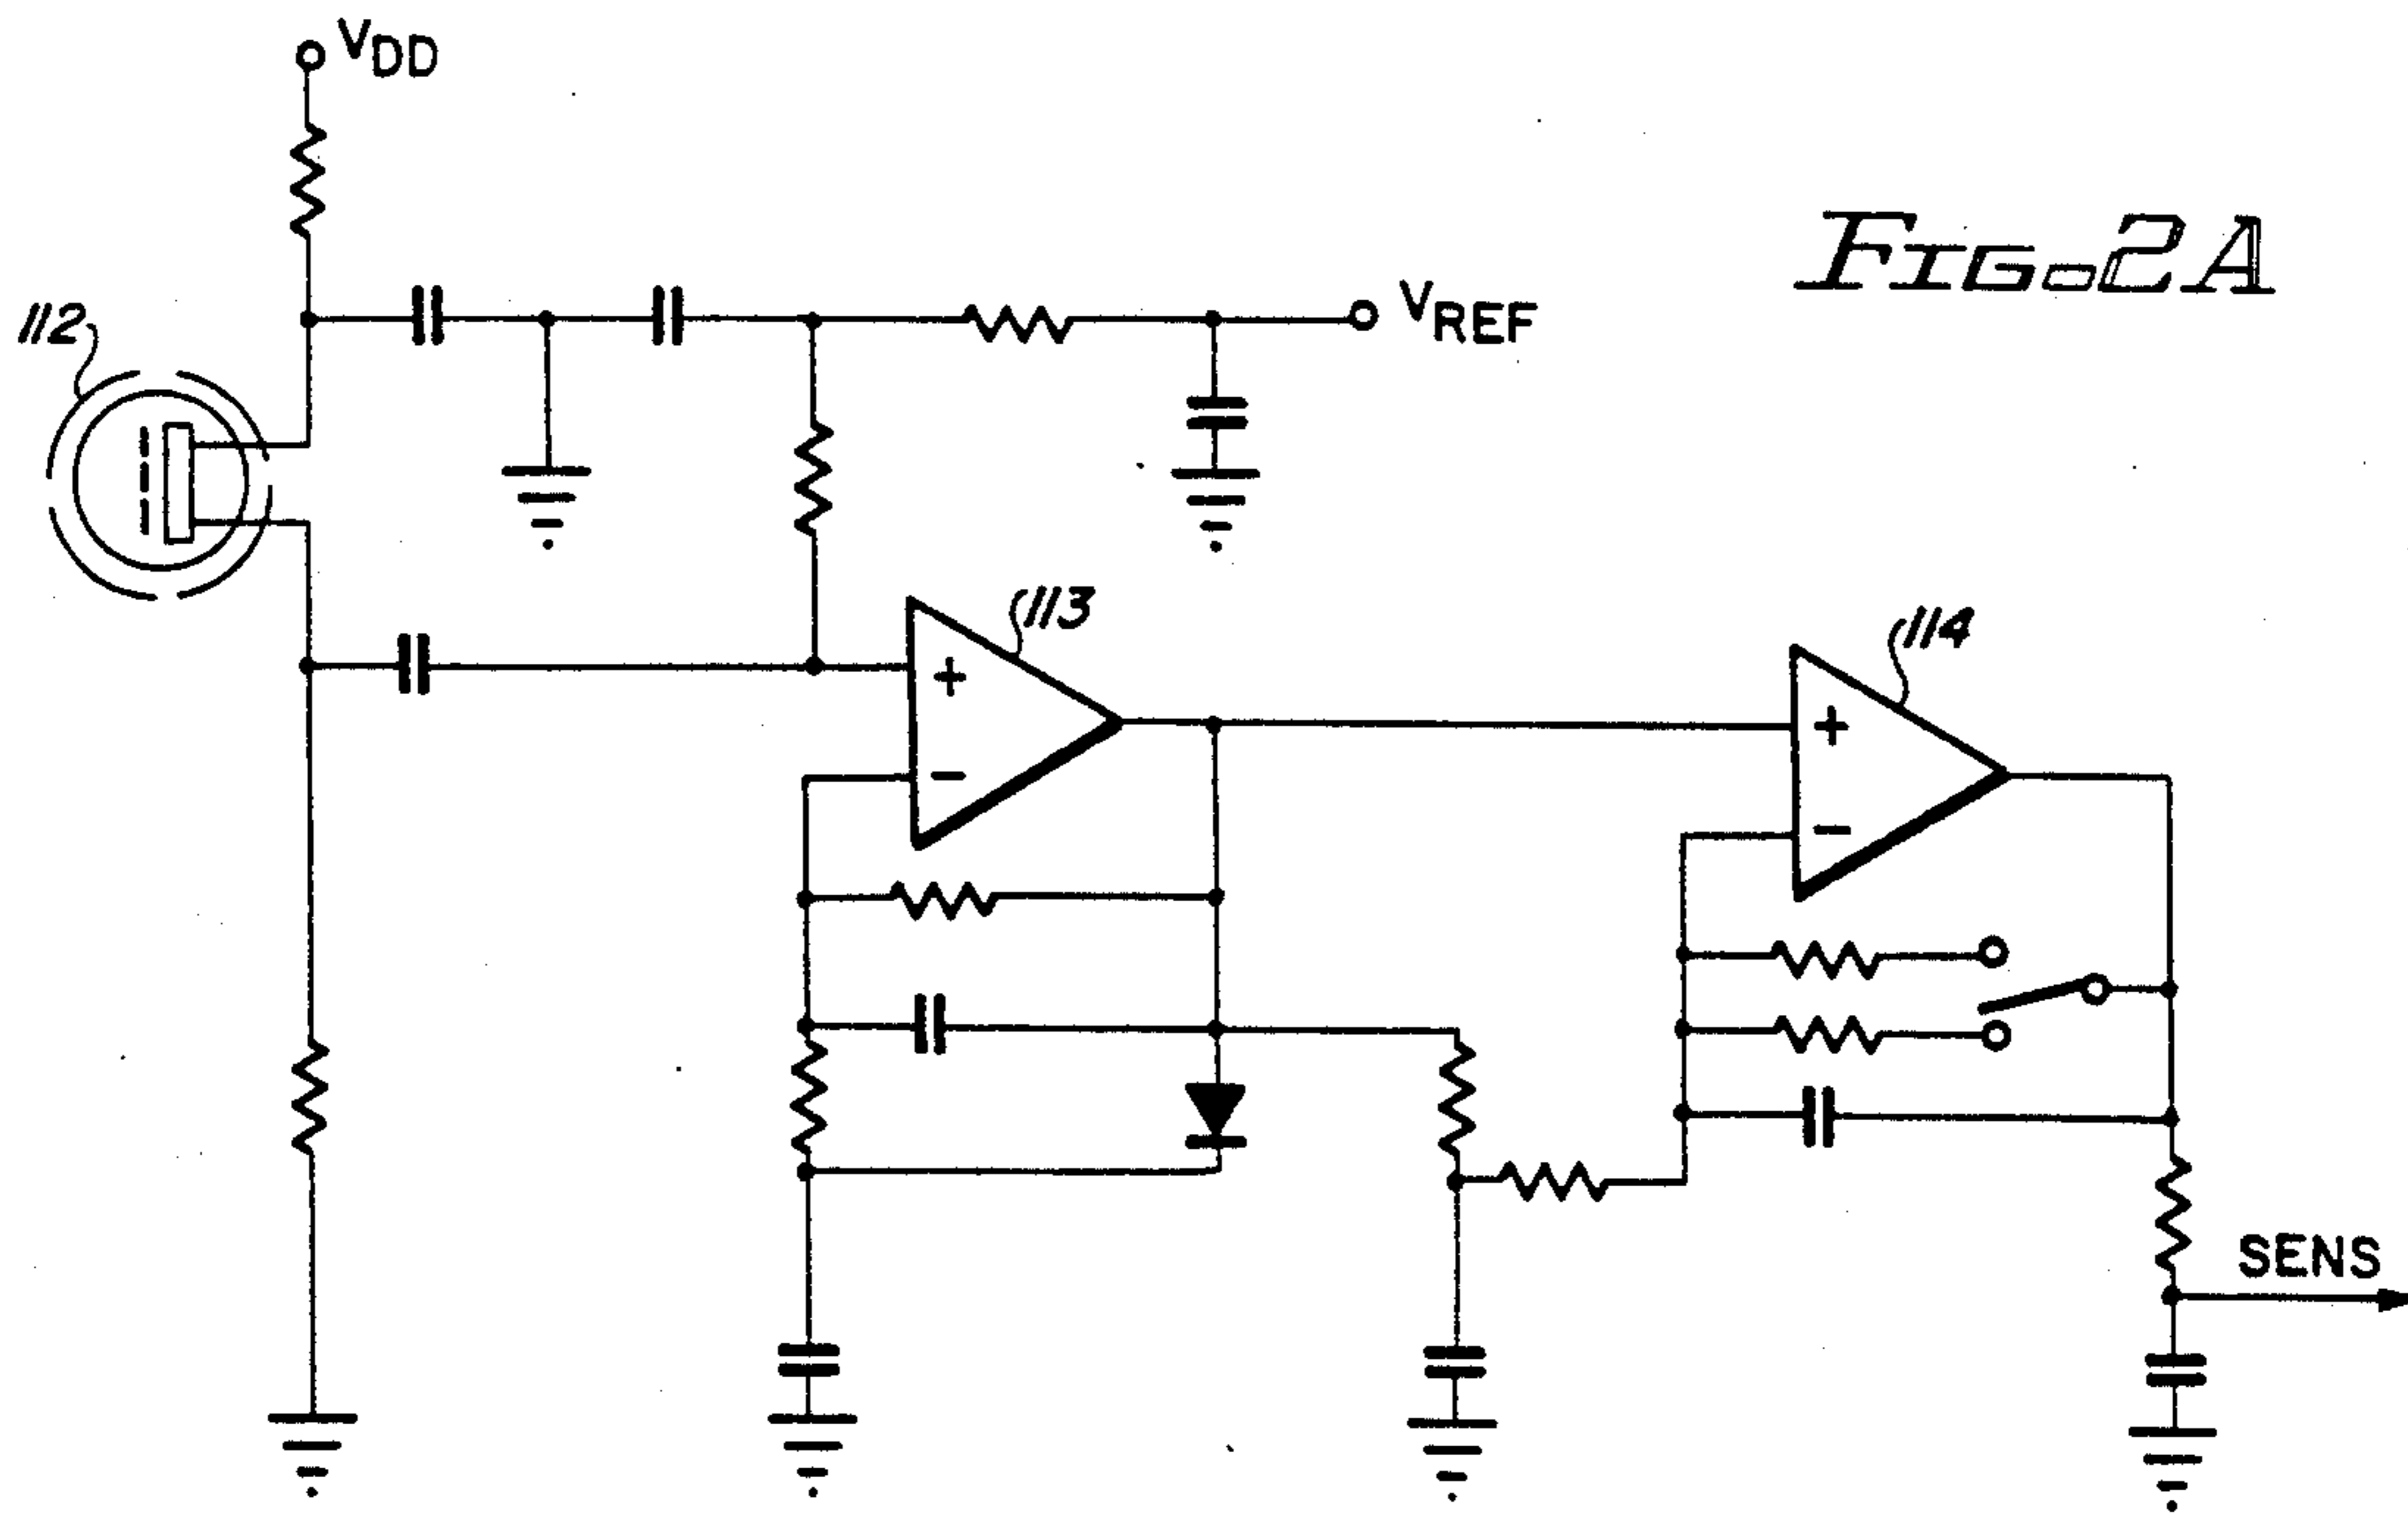 VDD
FIG. 2A
112
VREF
113
114
+
+
−
−
SENS